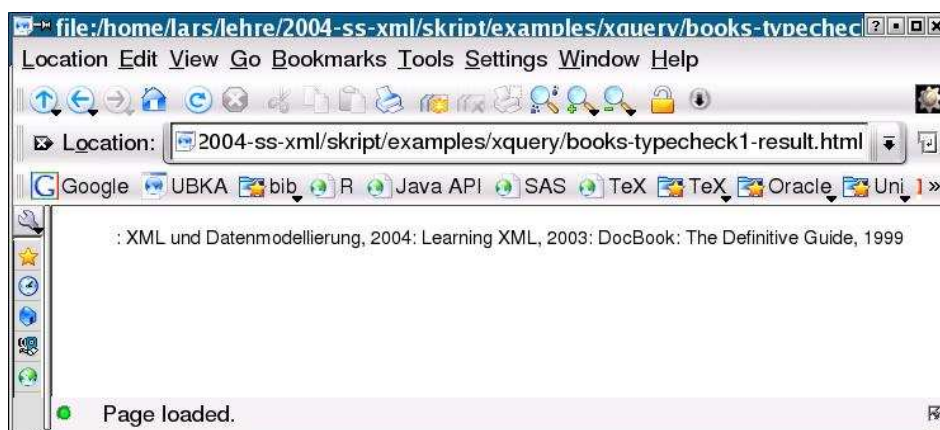 file:/home/lars/lehre/2004-ss-xml/skript/examples/xquery/books-typechec
Location Edit View Go Bookmarks Tools Settings Window Help
Location: 2004-ss-xml/skript/examples/xquery/books-typecheck1-result.html
Google UBKA bib R Java API SAS TeX TeX Oracle Uni »
: XML und Datenmodellierung, 2004: Learning XML, 2003: DocBook: The Definitive Guide, 1999
Page loaded.